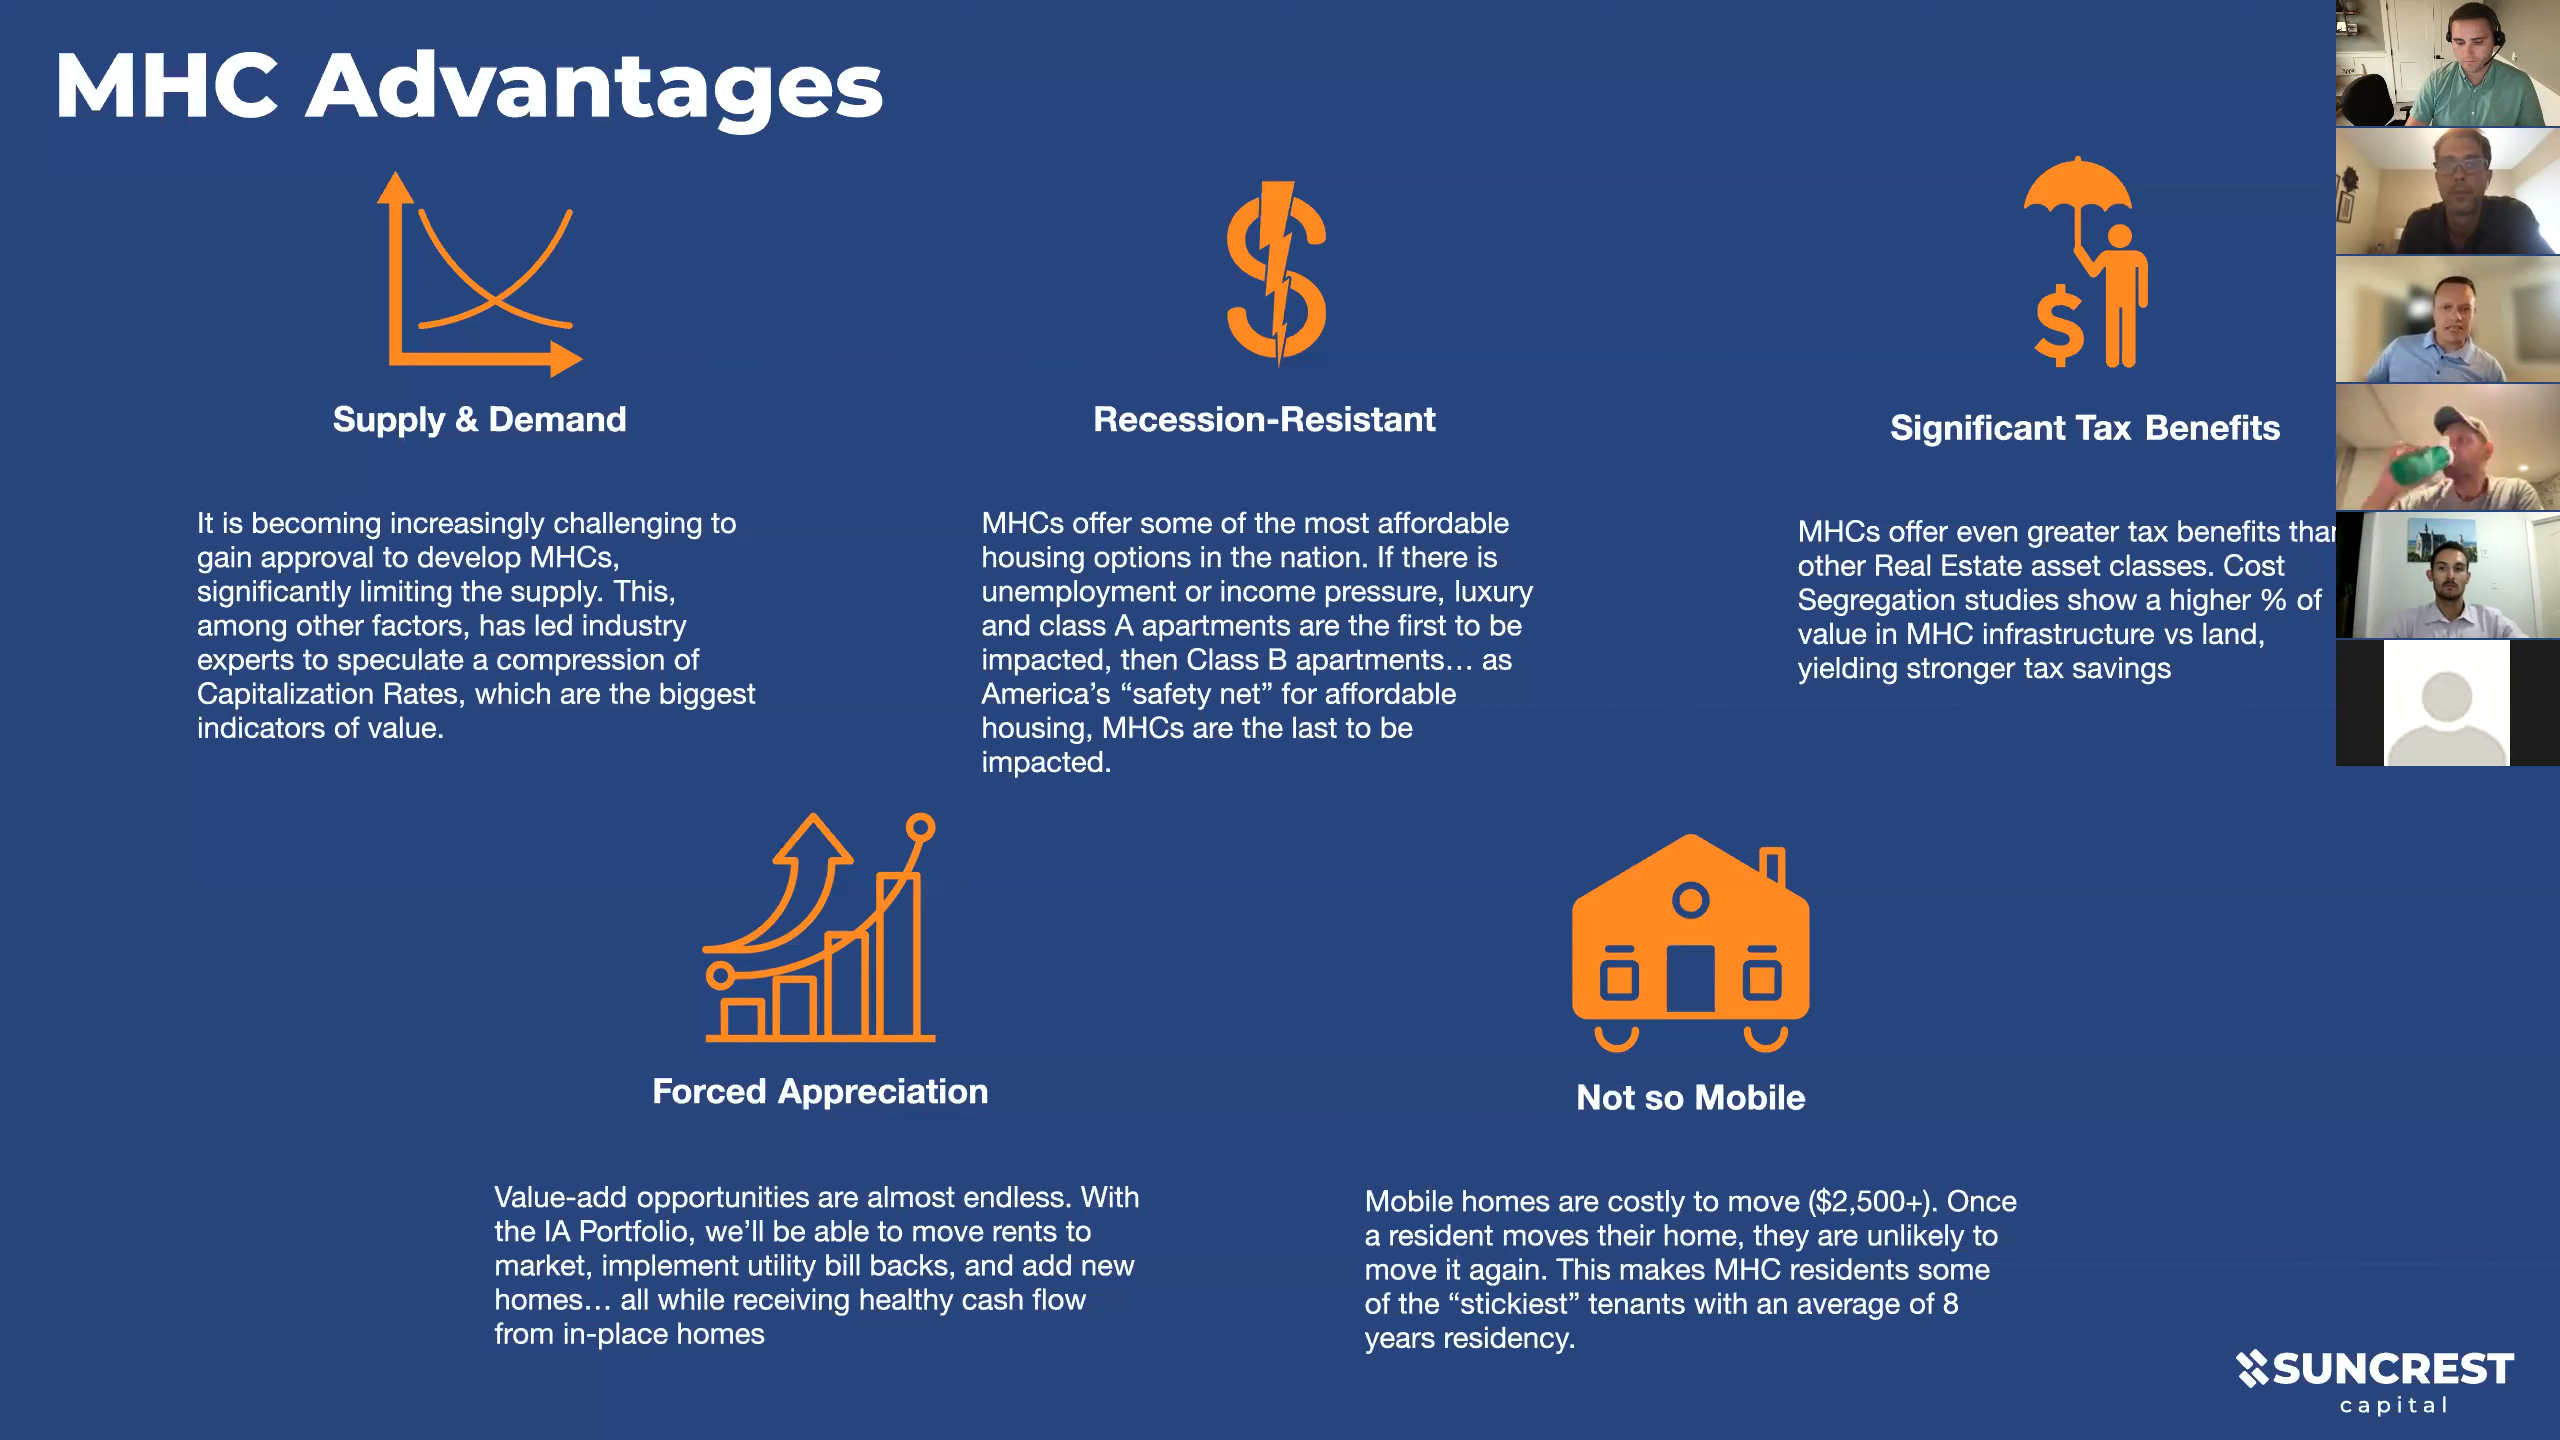 MHC Advantages
Supply & Demand
It is becoming increasingly challenging to
gain approval to develop MHCs,
significantly limiting the supply. This,
among other factors, has led industry
experts to speculate a compression of
Capitalization Rates, which are the biggest
indicators of value.
Recession-Resistant
MHCs offer some of the most affordable
housing options in the nation. If there is
unemployment or income pressure, luxury
and class A apartments are the first to be
impacted, then Class B apartments… as
America’s “safety net” for affordable
housing, MHCs are the last to be
impacted.
$
Significant Tax Benefits
MHCs offer even greater tax benefits than
other Real Estate asset classes. Cost
Segregation studies show a higher % of
value in MHC infrastructure vs land,
yielding stronger tax savings
Forced Appreciation
Value-add opportunities are almost endless. With
the IA Portfolio, we’ll be able to move rents to
market, implement utility bill backs, and add new
homes… all while receiving healthy cash flow
from in-place homes
Not so Mobile
Mobile homes are costly to move ($2,500+). Once
a resident moves their home, they are unlikely to
move it again. This makes MHC residents some
of the “stickiest” tenants with an average of 8
years residency.
SUNCREST
capital